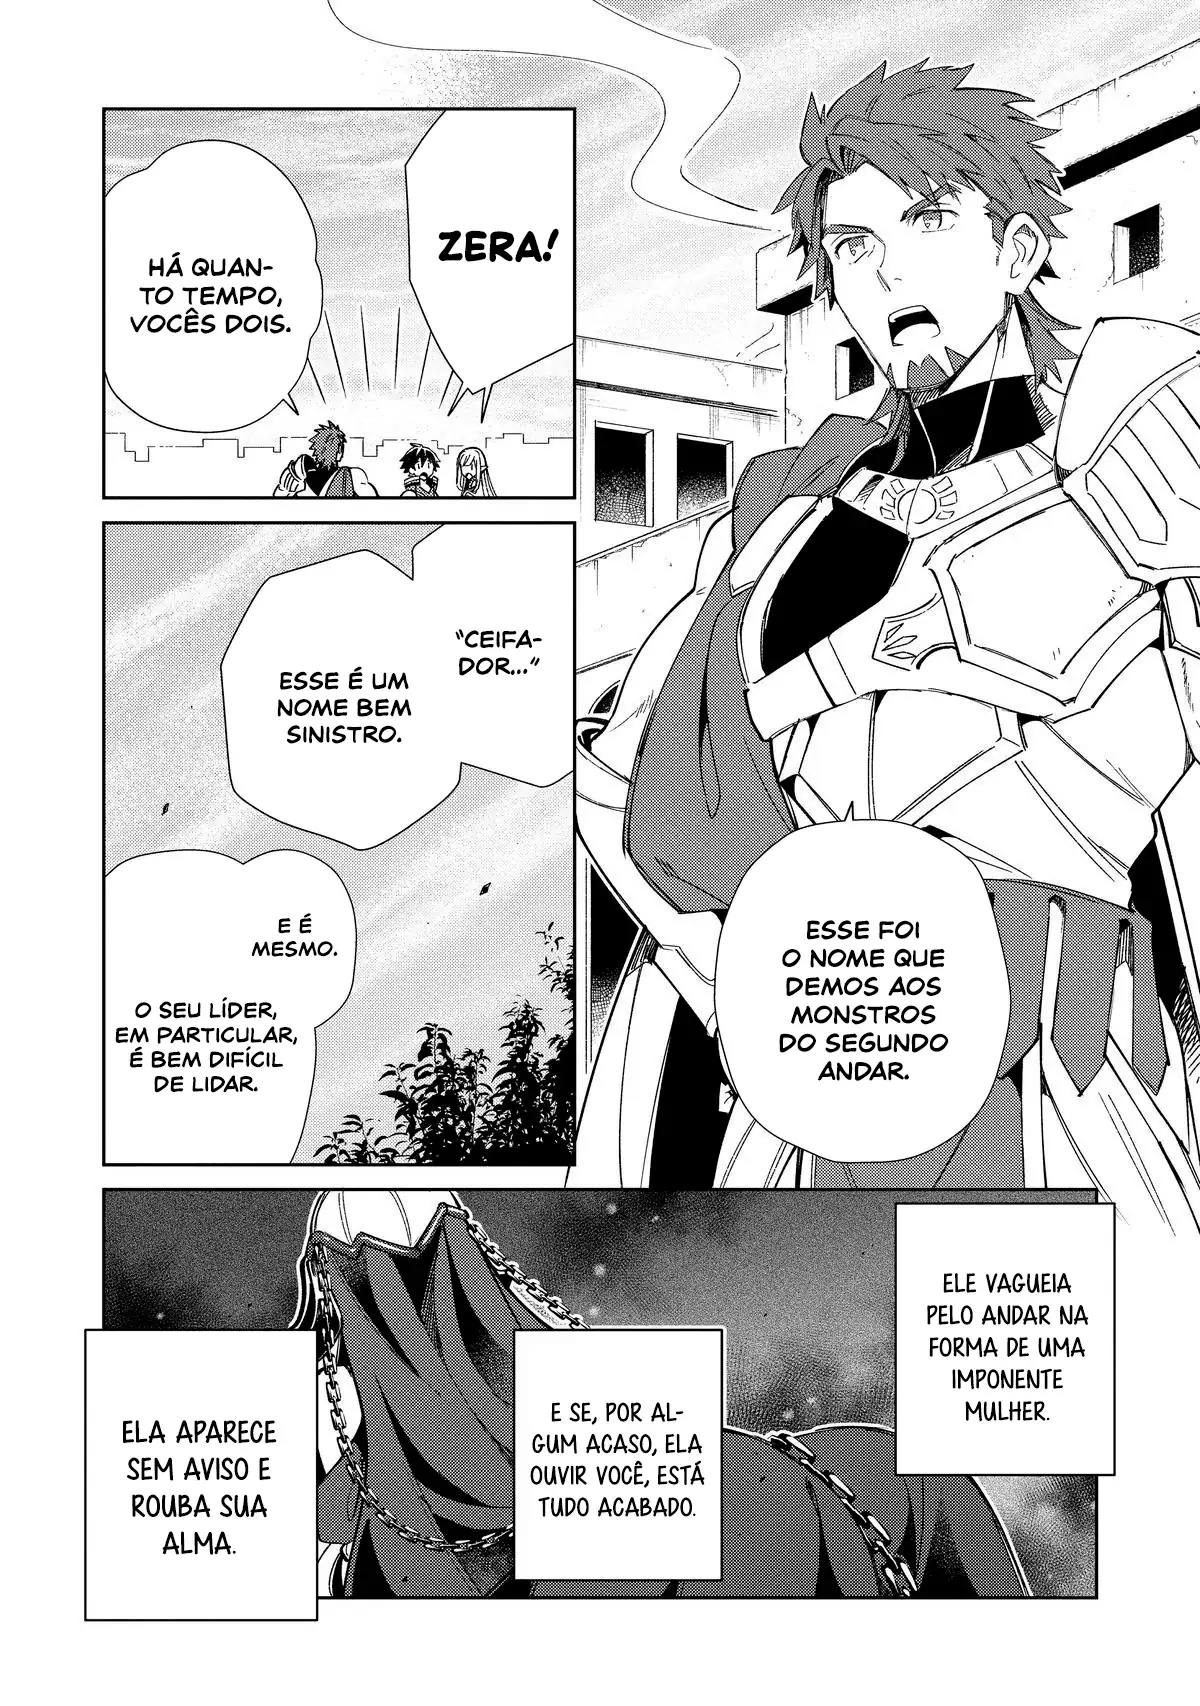 ESSE FOI
O NOME QUE
DEMOS AOS
MONSTROS
DO SEGUNDO
ANDAR.
ZERA!
HÁ QUAN-
TO TEMPO,
VOCÊS DOIS.
"CEIFA-
DOR..."
ESSE É UM
NOME BEM
SINISTRO.
E É
MESMO.
O SEU LÍDER,
EM PARTICULAR,
É BEM DIFÍCIL
DE LIDAR.
ELE VAGUEIA
PELO ANDAR NA
FORMA DE UMA
IMPONENTE
MULHER.
E SE, POR AL-
GUM ACASO, ELA
OUVIR VOCÊ, ESTÁ
TUDO ACABADO.
ELA APARECE
SEM AVISO E
ROUBA SUA
ALMA.